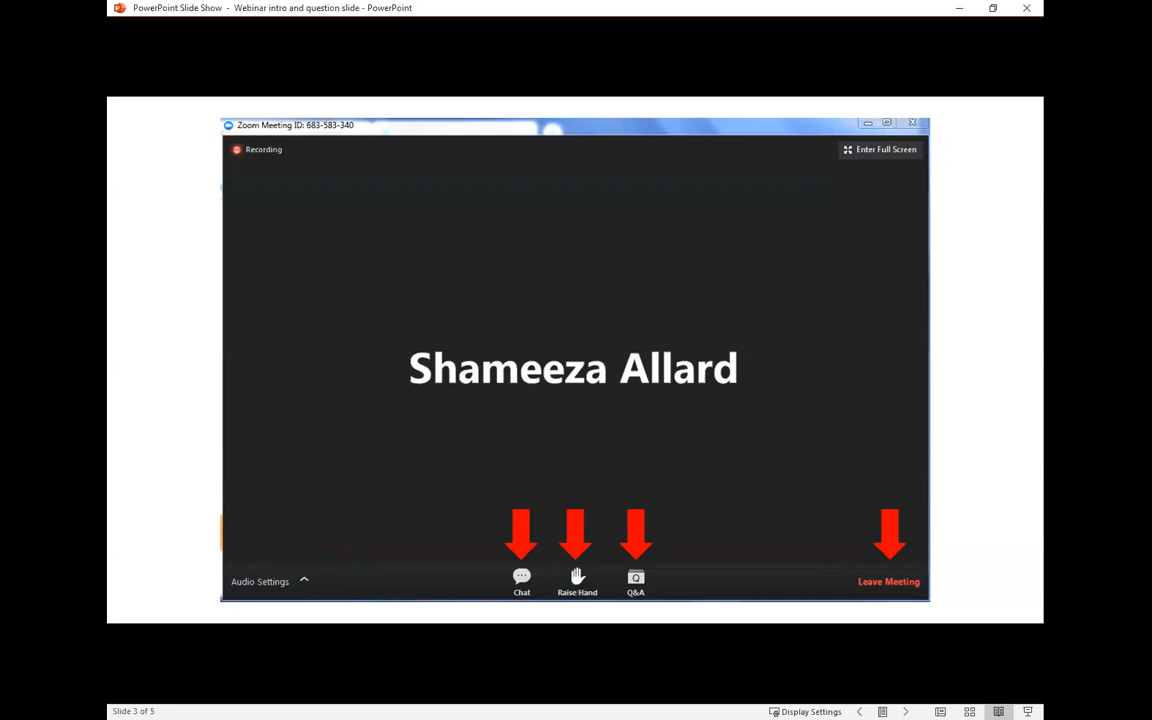 PowerPoint Slide Show - Webinar intro and question slide - PowerPoint
Zoom Meeting ID: 683-583-340
Recording
Enter Full Screen
Shameeza Allard
Audio Settings
Chat
Raise Hand
Q&A
Leave Meeting
Slide 3 of 5
Display Settings